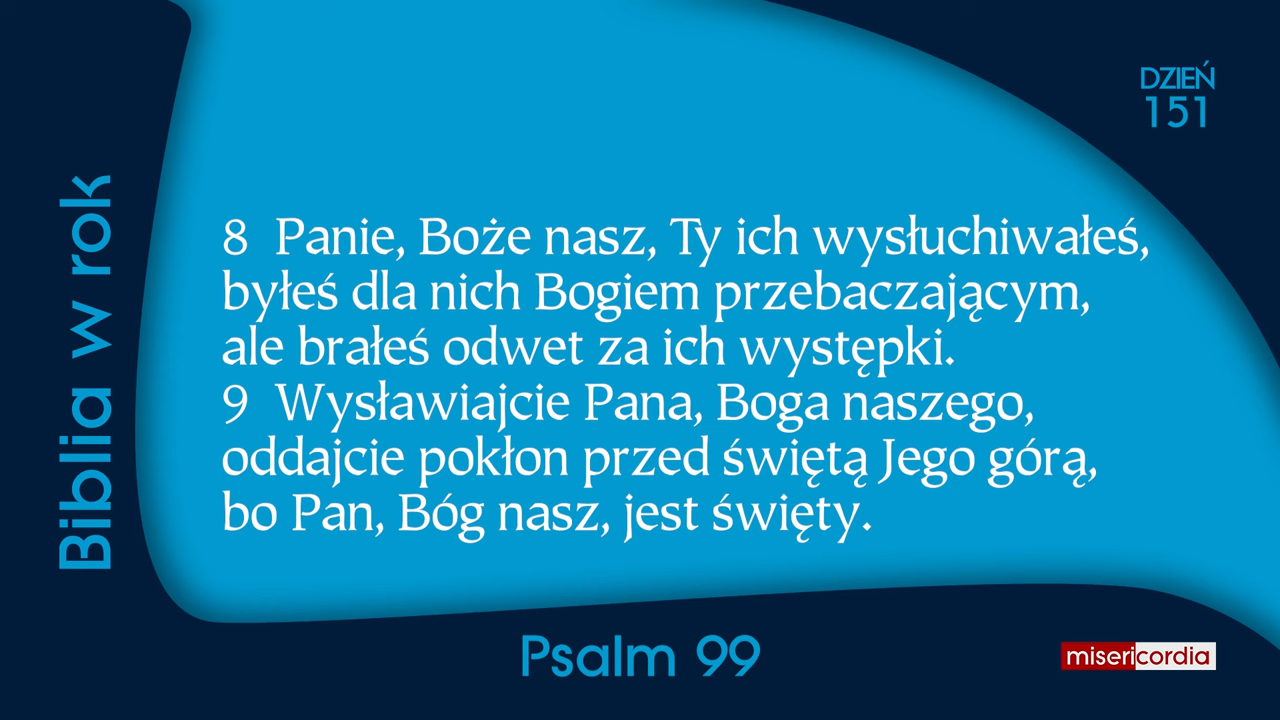 DZIEŃ
151
Biblia w rok
8 Panie, Boże nasz, Ty ich wysłuchiwałeś,
byłeś dla nich Bogiem przebaczającym,
ale brałeś odwet za ich występki.
9 Wysławiajcie Pana, Boga naszego,
oddajcie pokłon przed świętą Jego górą,
bo Pan, Bóg nasz, jest święty.
Psalm 99
misericordia